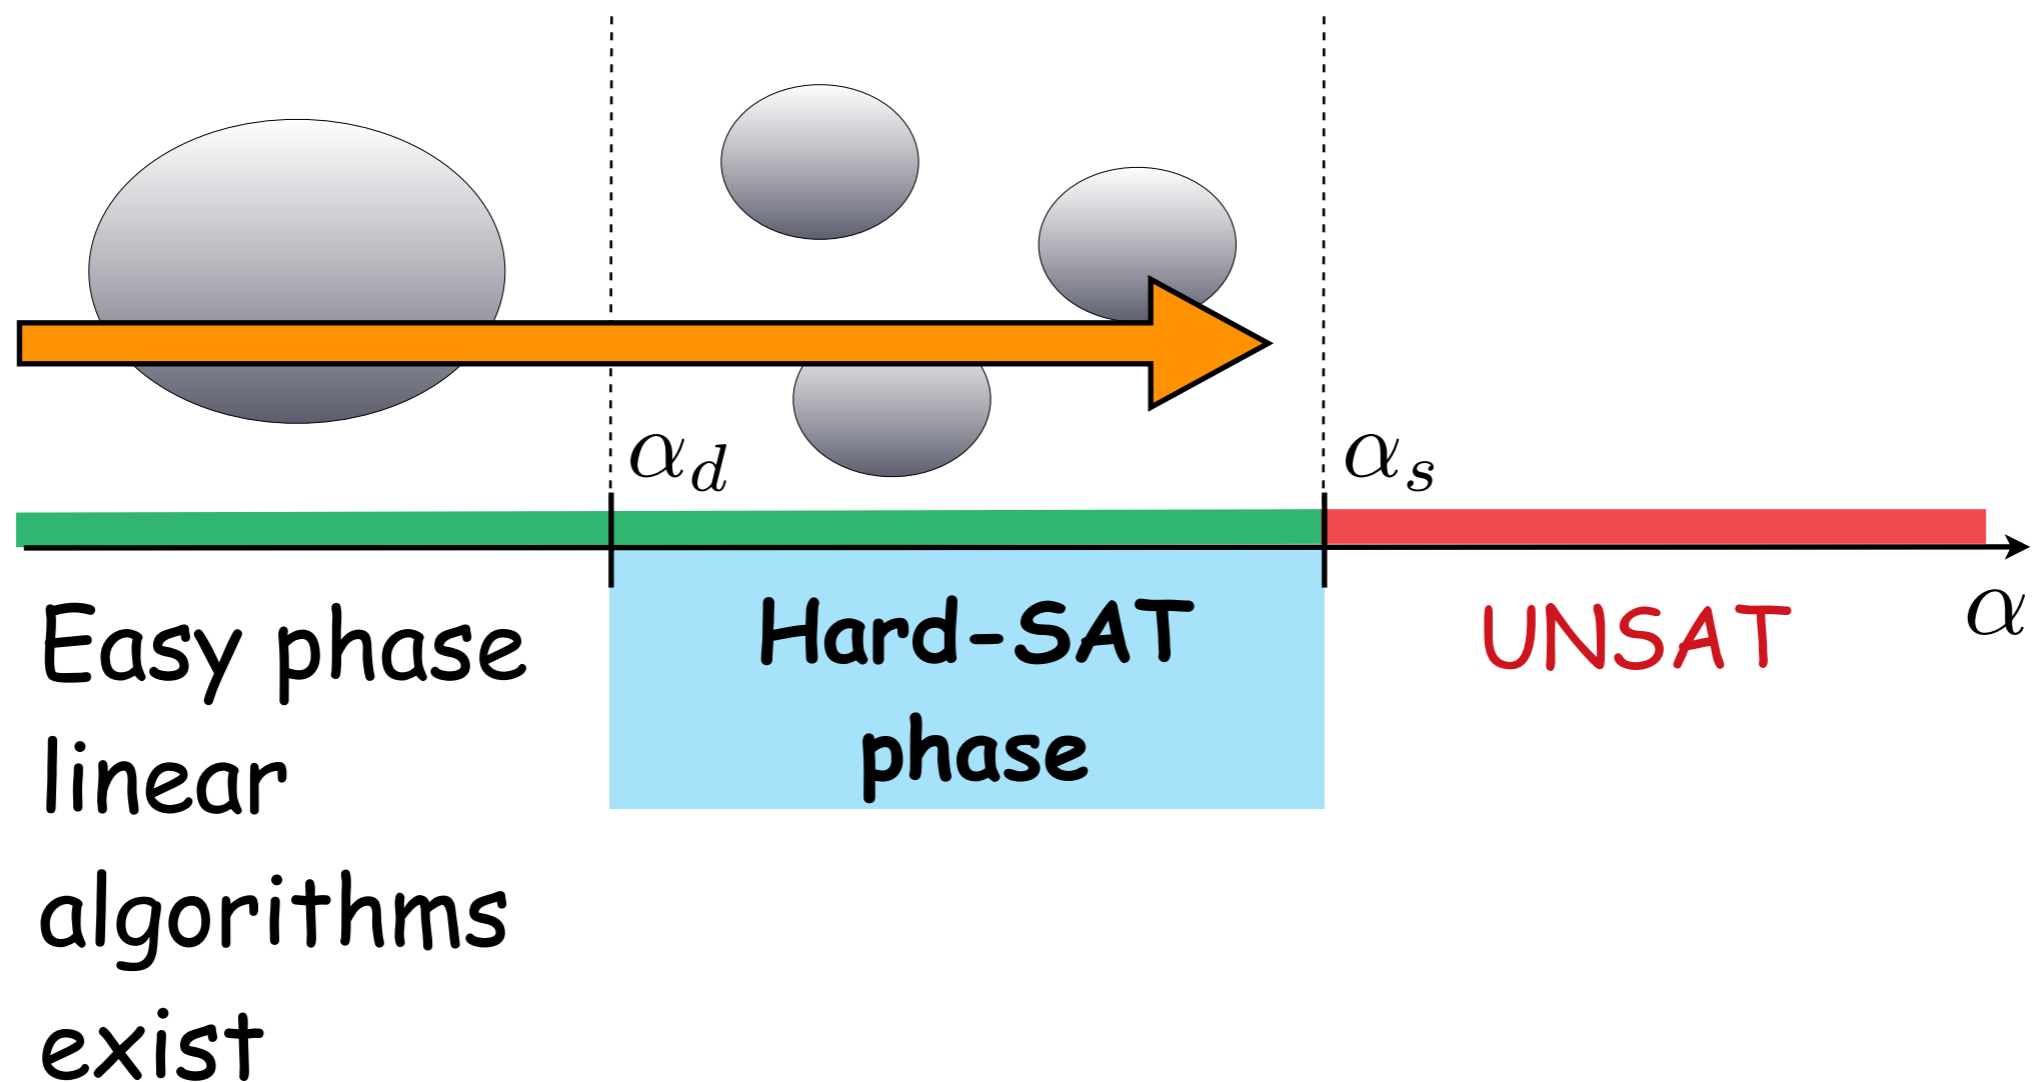 α_d
α_s
α
Easy phase
linear
algorithms
exist
Hard-SAT
phase
UNSAT